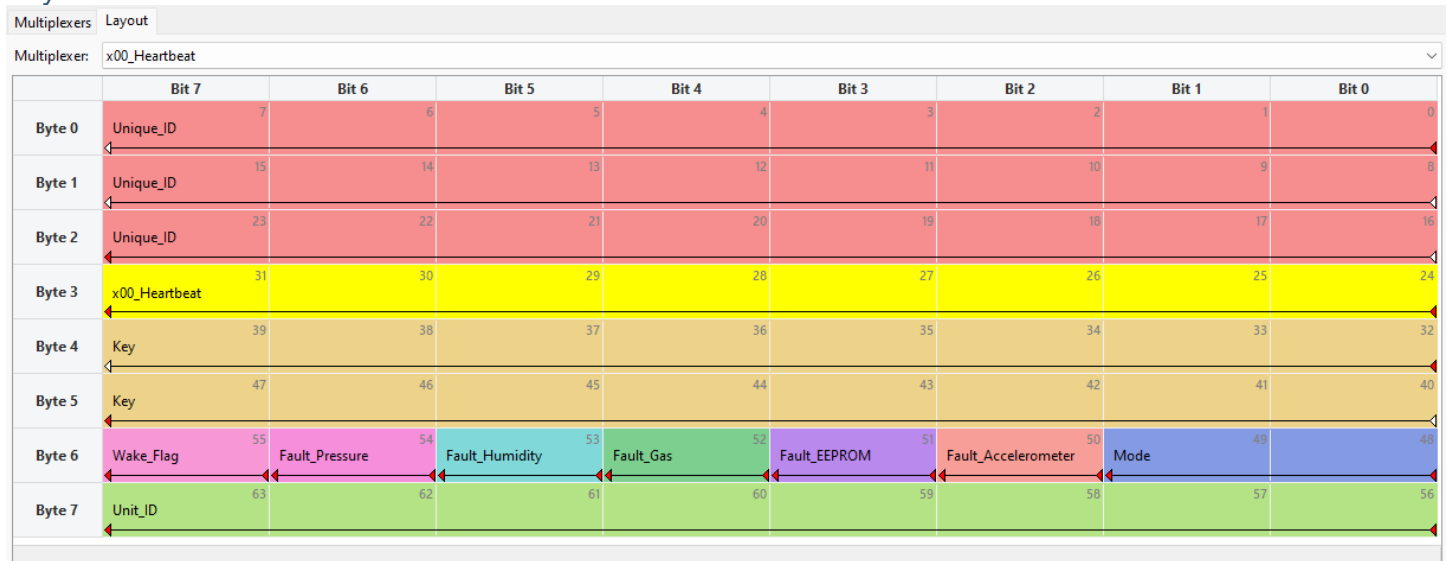 Multiplexers Layout
Multiplexer: x00_Heartbeat
Bit 7 Bit 6 Bit 5 Bit 4 Bit 3 Bit 2 Bit 1 Bit 0
7 6 5 4 3 2 1 0
Byte 0 Unique_ID
15 14 13 12 11 10 9 8
Byte 1 Unique_ID
23 22 21 20 19 18 17 16
Byte 2 Unique_ID
31 30 29 28 27 26 25 24
Byte 3 x00_Heartbeat
39 38 37 36 35 34 33 32
Byte 4 Key
47 46 45 44 43 42 41 40
Byte 5 Key
55 54 53 52 51 50 49 48
Byte 6 Wake_Flag Fault_Pressure Fault_Humidity Fault_Gas Fault_EEPROM Fault_Accelerometer Mode
63 62 61 60 59 58 57 56
Byte 7 Unit_ID